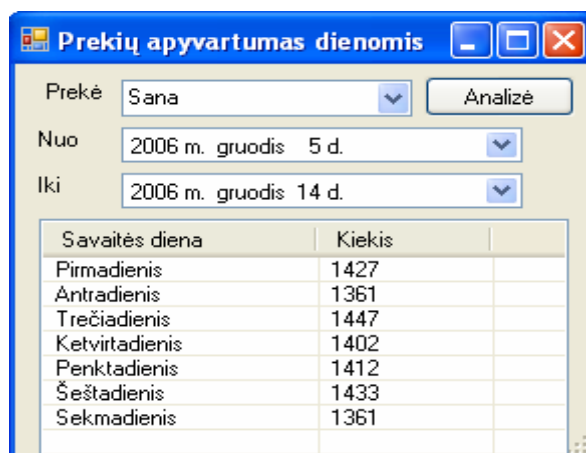 Prekių apyvartumas dienomis
Prekė Sana Analizė
Nuo 2006 m. gruodis 5 d.
Iki 2006 m. gruodis 14 d.
Savaitės diena Kiekis
Pirmadienis 1427
Antradienis 1361
Trečiadienis 1447
Ketvirtadienis 1402
Penktadienis 1412
Šeštadienis 1433
Sekmadienis 1361